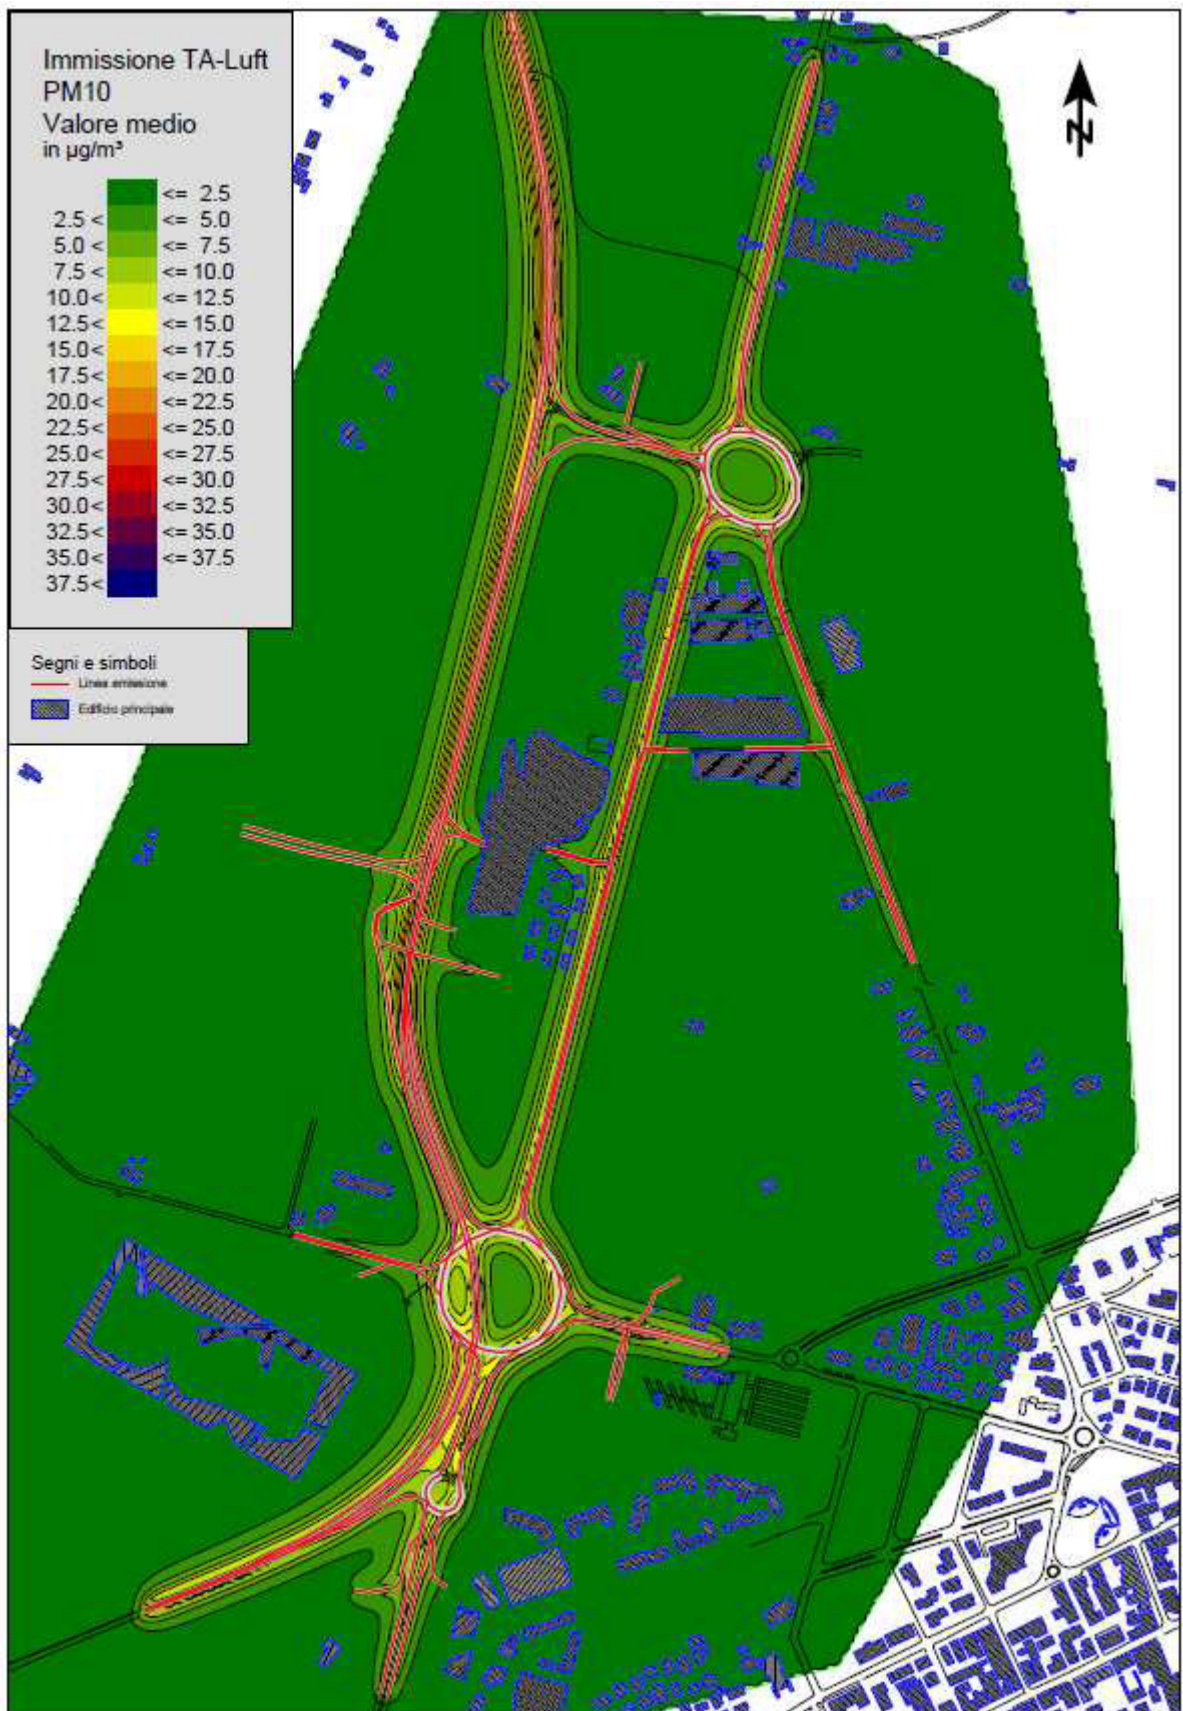 Immissione TA-Luft
PM10
Valore medio
in µg/m³
<= 2.5
2.5 < <= 5.0
5.0 < <= 7.5
7.5 < <= 10.0
10.0 < <= 12.5
12.5 < <= 15.0
15.0 < <= 17.5
17.5 < <= 20.0
20.0 < <= 22.5
22.5 < <= 25.0
25.0 < <= 27.5
27.5 < <= 30.0
30.0 < <= 32.5
32.5 < <= 35.0
35.0 < <= 37.5
37.5 <
Segni e simboli
Linea emissione
Edificio principale
N